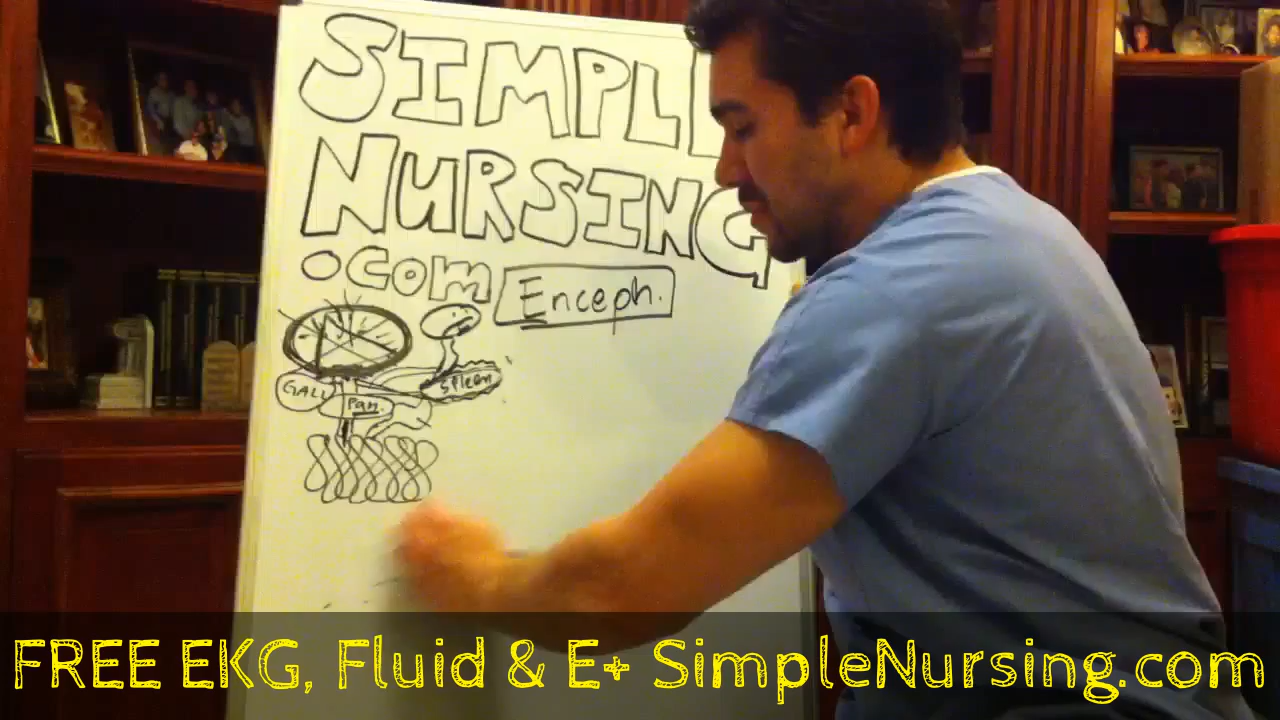 SIMPLE
NURSING
.COM
Enceph.
GALL
Spleen
Pan.
FREE EKG, Fluid & E+ SimpleNursing.com